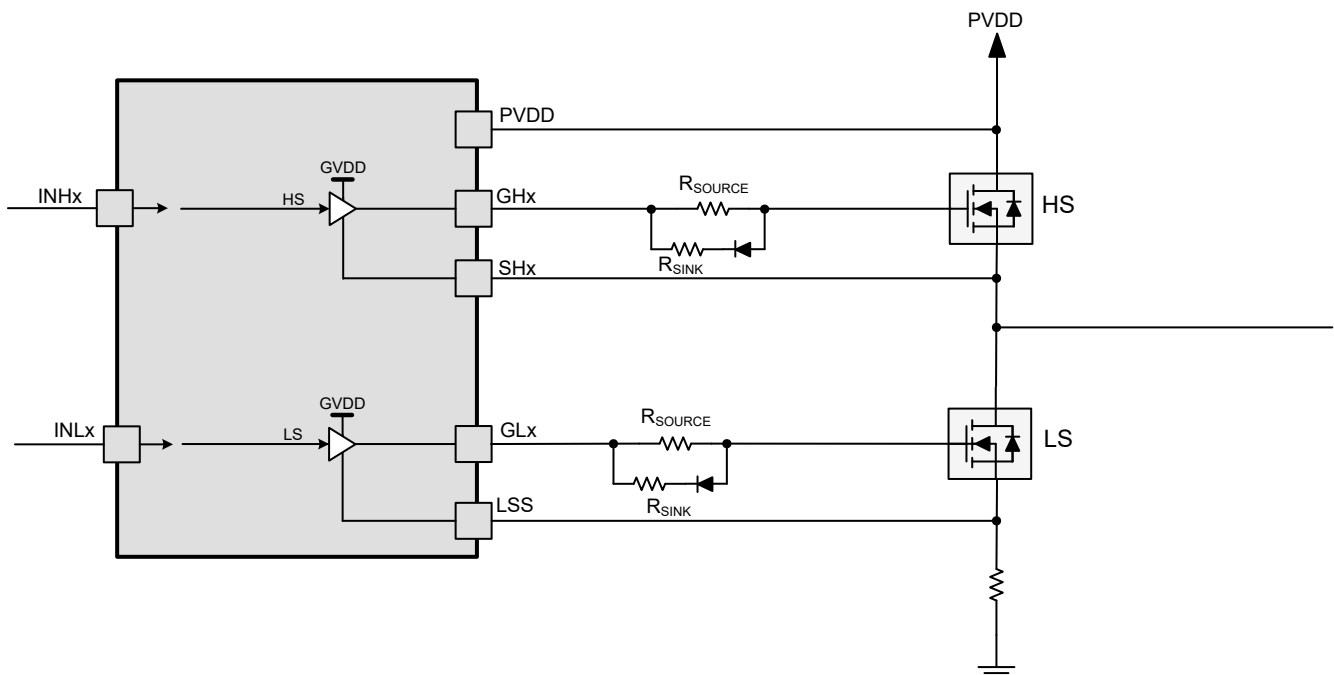 PVDD
PVDD
GVDD
INHx
HS
GHx
RSOURCE
HS
RSINK
SHx
GVDD
INLx
LS
GLx
RSOURCE
LS
RSINK
LSS